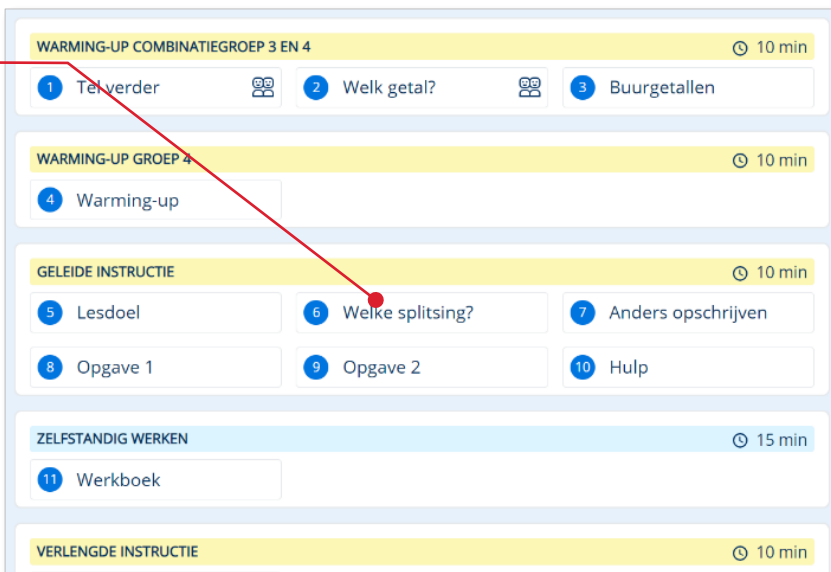 WARMING-UP COMBINATIEGROEP 3 EN 4 10 min
1 Tel verder 2 Welk getal? 3 Buurgetallen
WARMING-UP GROEP 4 10 min
4 Warming-up
GELEIDE INSTRUCTIE 10 min
5 Lesdoel 6 Welke splitsing? 7 Anders opschrijven
8 Opgave 1 9 Opgave 2 10 Hulp
ZELFSTANDIG WERKEN 15 min
11 Werkboek
VERLENGDE INSTRUCTIE 10 min